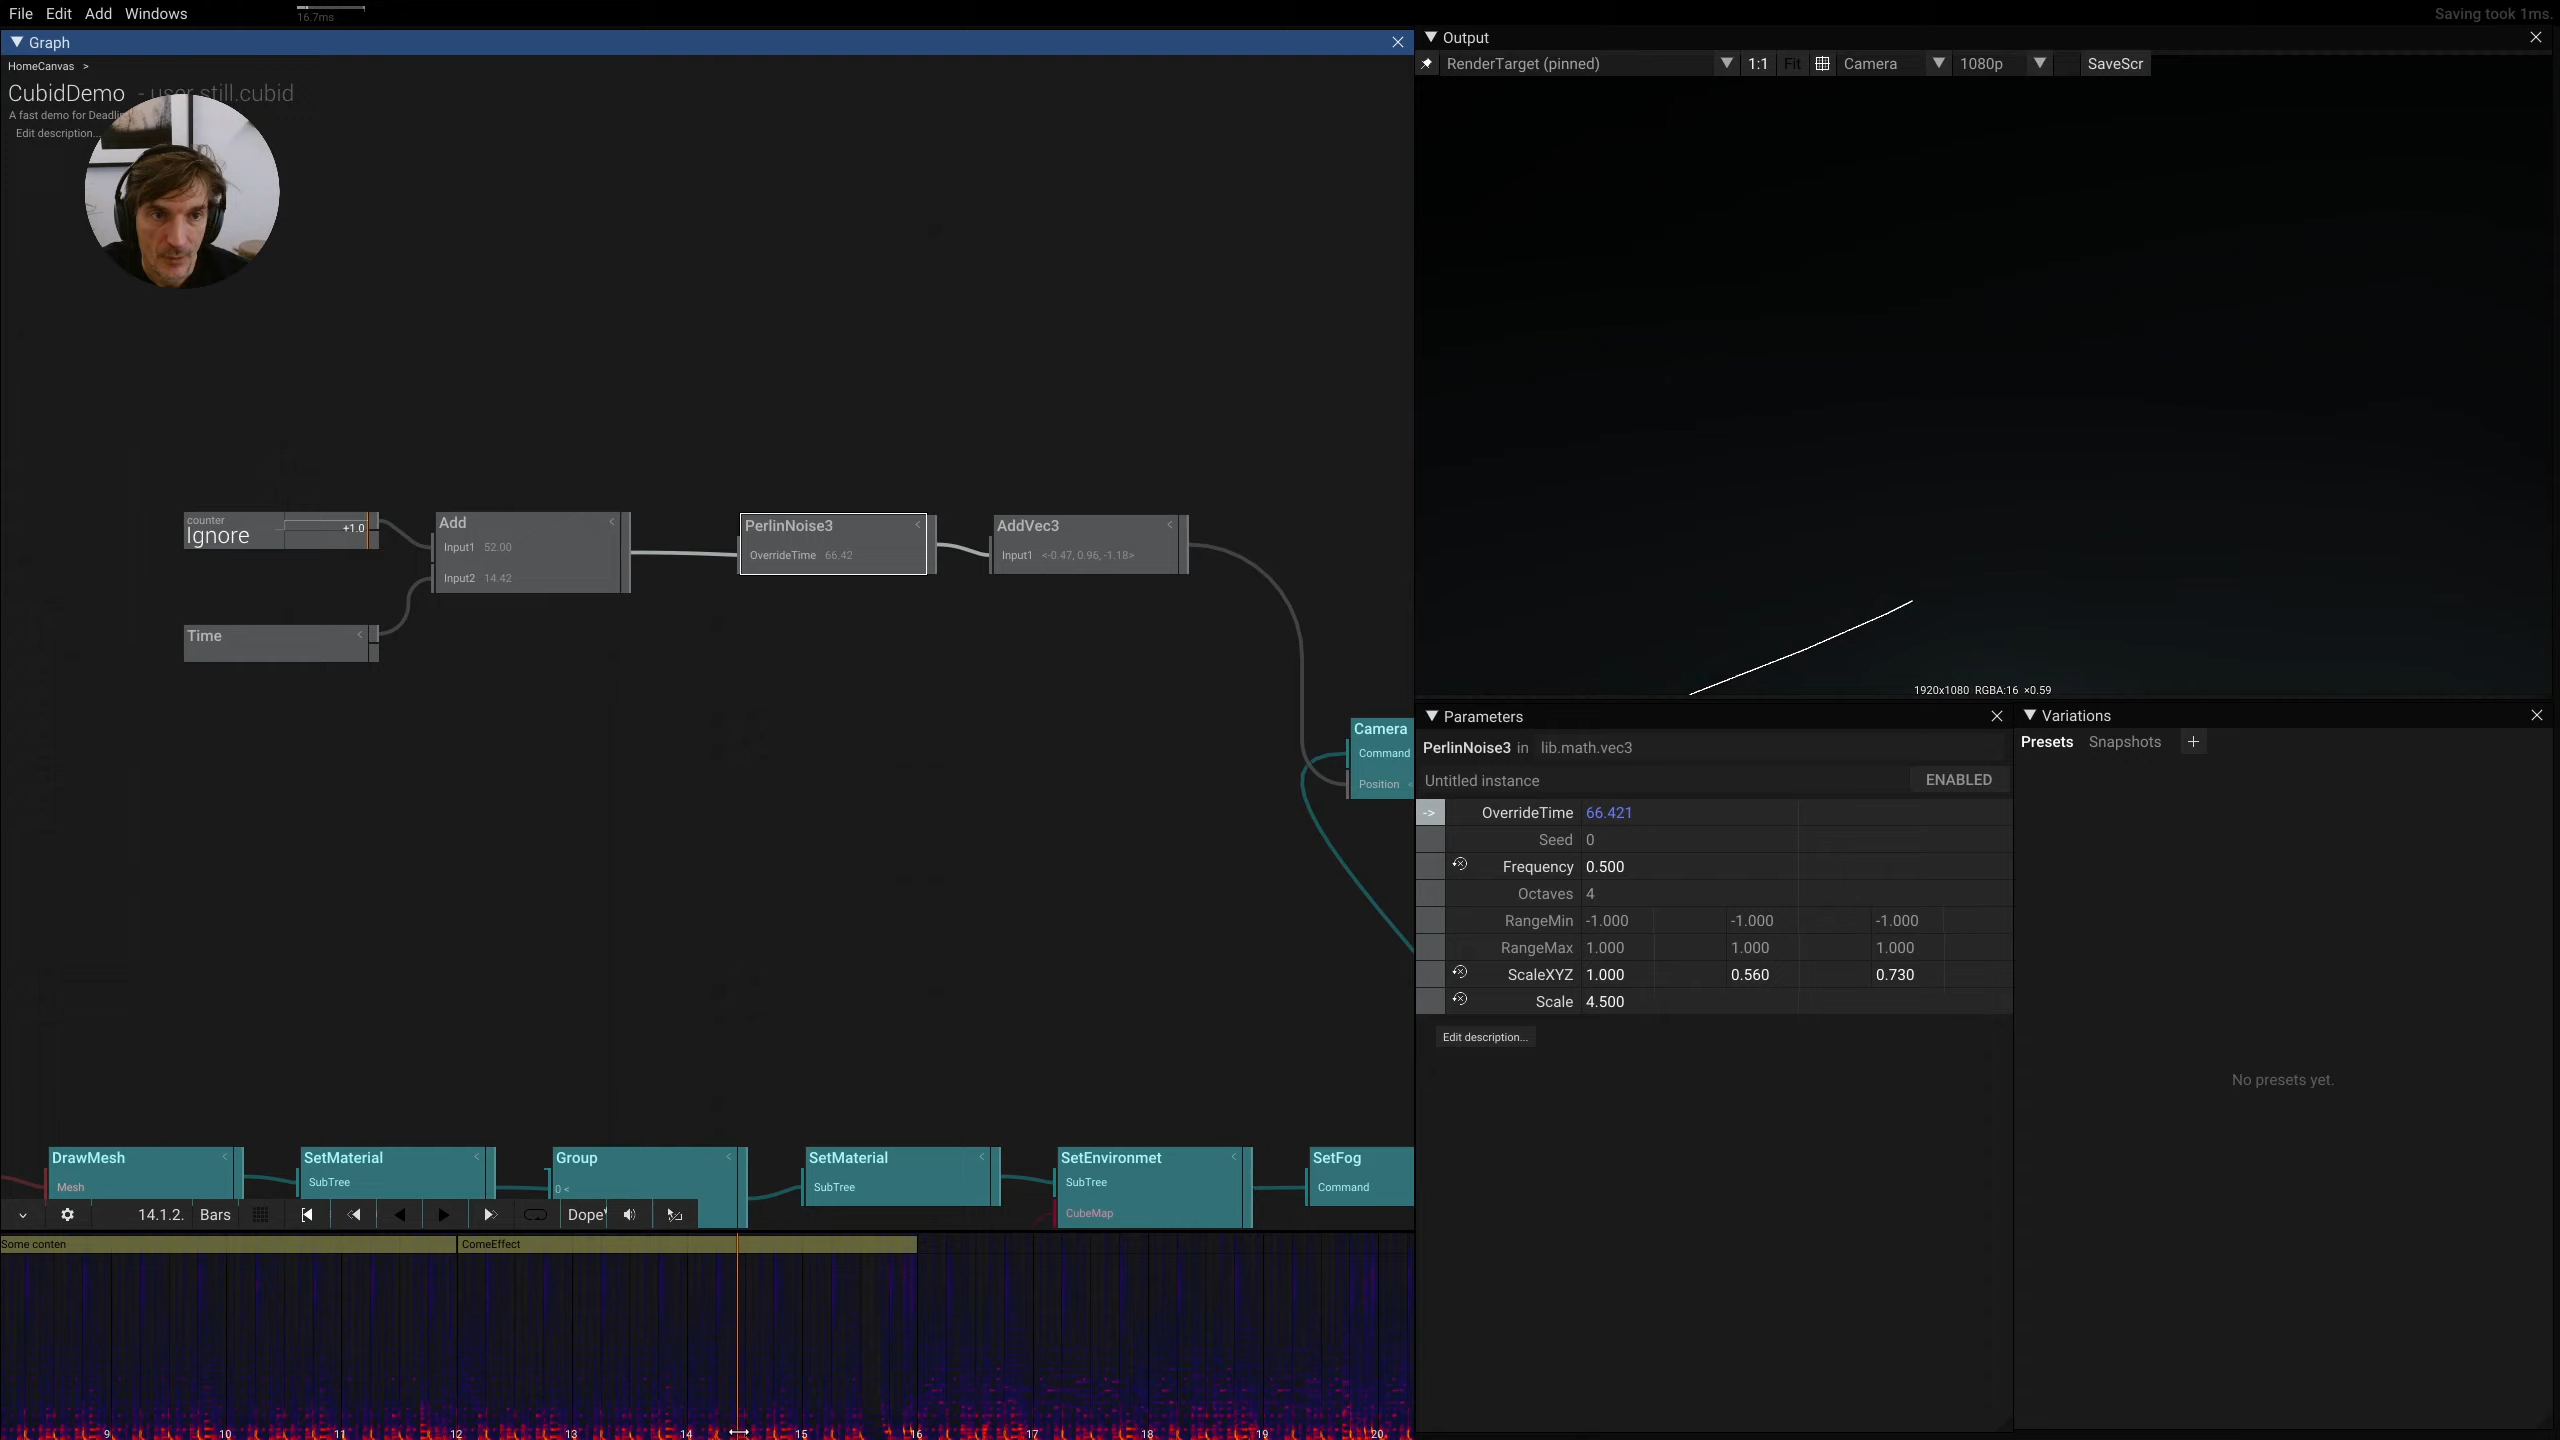 File Edit Add Windows
16.7ms
Saving took 1ms.
Graph
HomeCanvas >
CubidDemo - user.still.cubid
A fast demo for Deadli
Edit description...
counter
Ignore
+1.0
Time
Add
Input1 52.00
Input2 14.42
PerlinNoise3
OverrideTime 66.42
AddVec3
Input1 <-0.47, 0.96, -1.18>
Camera
Command
Position <
DrawMesh
Mesh
SetMaterial
SubTree
Group
0 <
SetMaterial
SubTree
SetEnvironmet
SubTree
CubeMap
SetFog
Command
14.1.2. Bars
Dope
Some conten
ComeEffect
9 10 11 12 13 14 15 16 17 18 19 20
Output
RenderTarget (pinned) 1:1 Fit Camera 1080p SaveScr
1920x1080 RGBA:16 ×0.59
Parameters
PerlinNoise3 in lib.math.vec3
Untitled instance ENABLED
-> OverrideTime 66.421
Seed 0
Frequency 0.500
Octaves 4
RangeMin -1.000 -1.000 -1.000
RangeMax 1.000 1.000 1.000
ScaleXYZ 1.000 0.560 0.730
Scale 4.500
Edit description...
Variations
Presets Snapshots +
No presets yet.